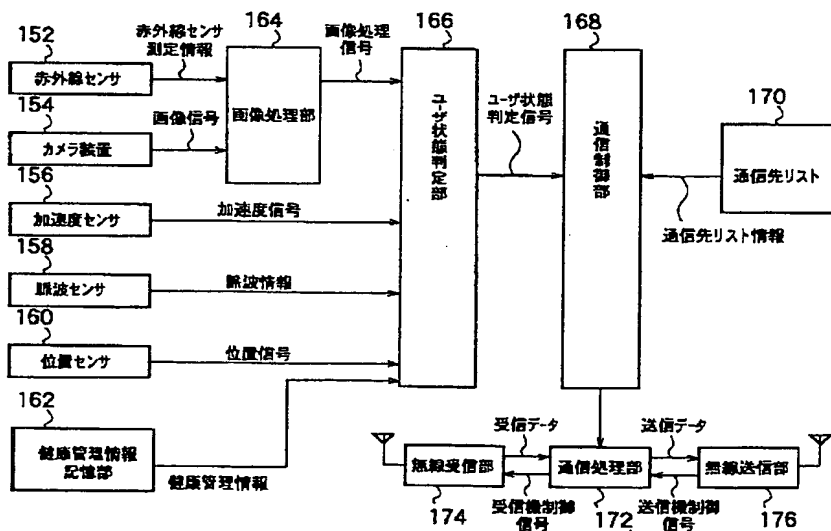 152
赤外線センサ
赤外線センサ
測定情報
164
画像処理部
画像処理
信号
166
ユーザ状態判定部
168
通信制御部
154
カメラ装置
画像信号
ユーザ状態
判定信号
170
通信先リスト
156
加速度センサ
加速度信号
通信先リスト情報
158
脈波センサ
脈波情報
160
位置センサ
位置信号
162
健康管理情報
記憶部
健康管理情報
受信データ
送信データ
無線受信部
通信処理部
無線送信部
174
受信機制御
信号
172
送信機制御
信号
176